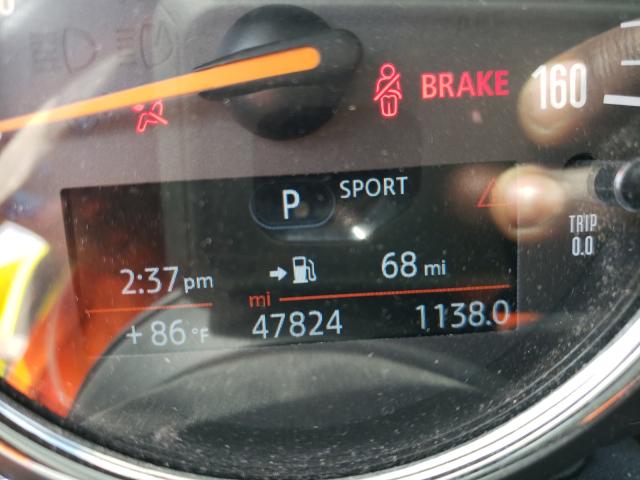 BRAKE
160
P
SPORT
TRIP
0.0
2:37 pm
68 mi
mi
+ 86 °F
47824
1138.0